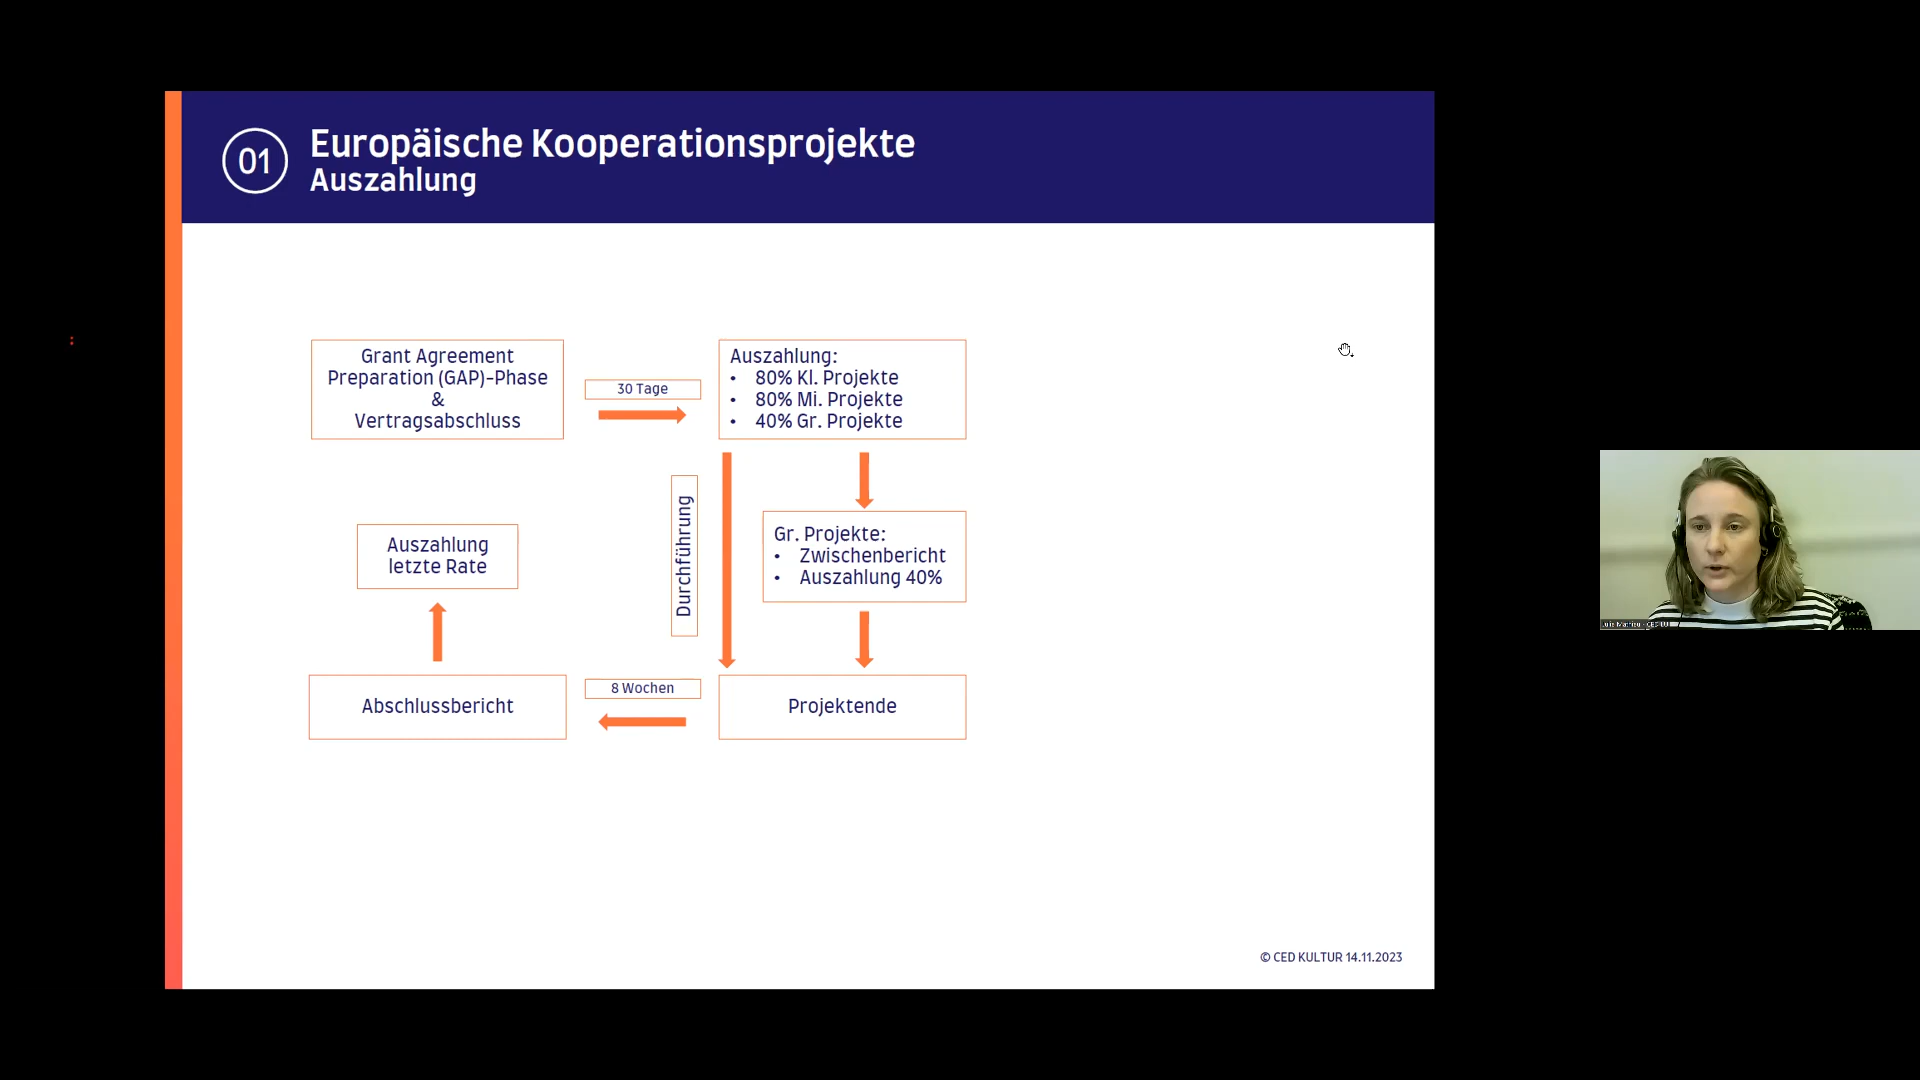 01
Europäische Kooperationsprojekte
Auszahlung
Grant Agreement
Preparation (GAP)-Phase
&
Vertragsabschluss
30 Tage
Auszahlung:
• 80% Kl. Projekte
• 80% Mi. Projekte
• 40% Gr. Projekte
Durchführung
Gr. Projekte:
• Zwischenbericht
• Auszahlung 40%
Auszahlung
letzte Rate
Abschlussbericht
8 Wochen
Projektende
© CED KULTUR 14.11.2023